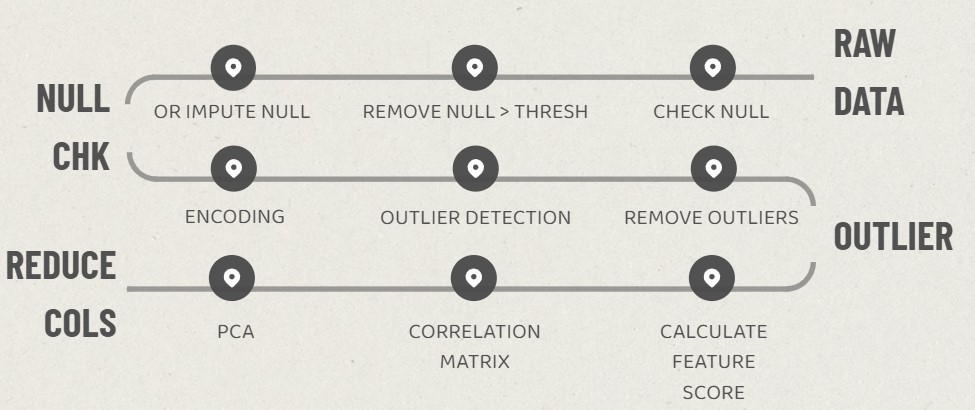 RAW
DATA
NULL
CHK
OR IMPUTE NULL
REMOVE NULL > THRESH
CHECK NULL
ENCODING
OUTLIER DETECTION
REMOVE OUTLIERS
OUTLIER
REDUCE
COLS
PCA
CORRELATION
MATRIX
CALCULATE
FEATURE
SCORE